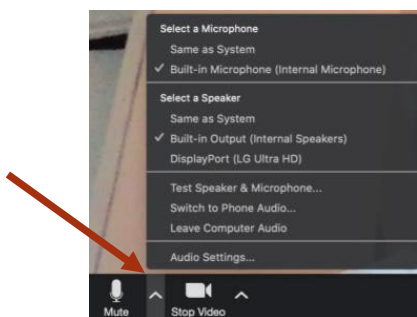 Select a Microphone
Same as System
Built-in Microphone (Internal Microphone)
Select a Speaker
Same as System
Built-in Output (Internal Speakers)
DisplayPort (LG Ultra HD)
Test Speaker & Microphone...
Switch to Phone Audio...
Leave Computer Audio
Audio Settings...
Mute
Stop Video